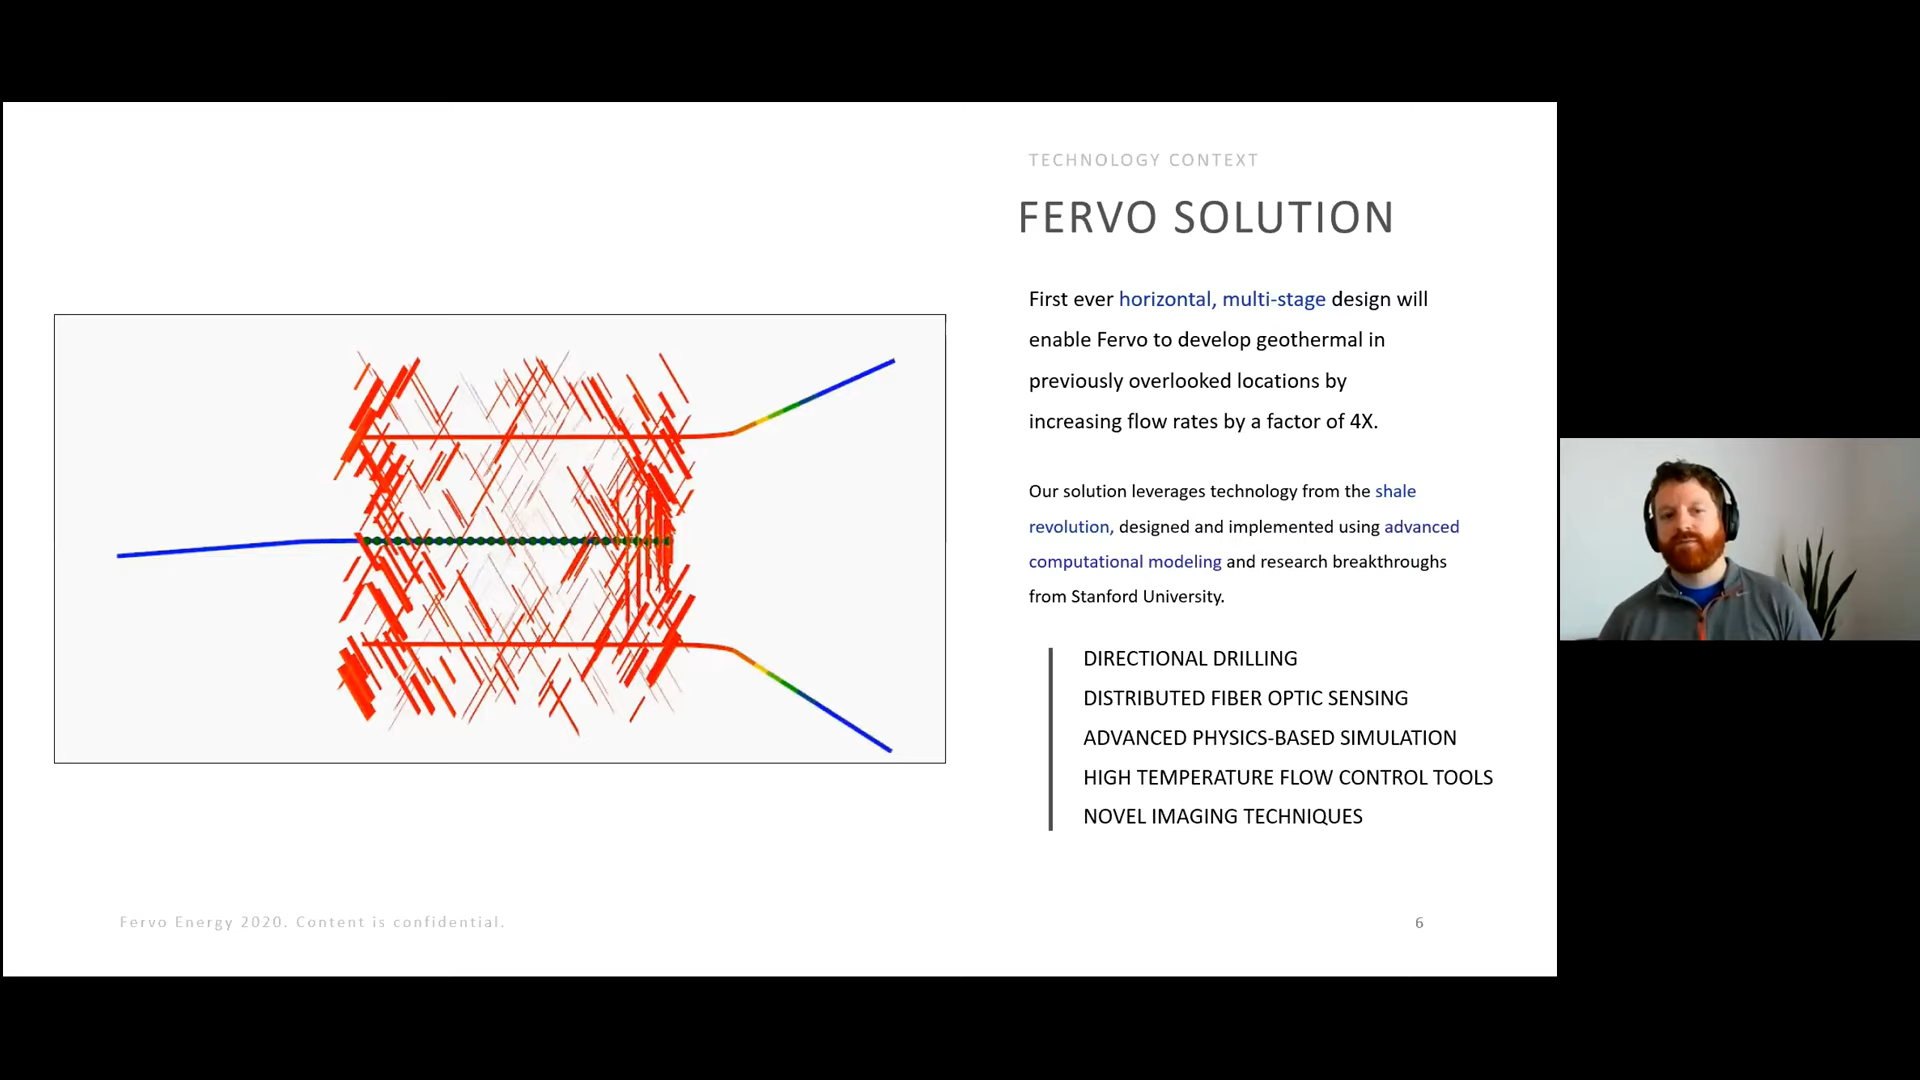 TECHNOLOGY CONTEXT
FERVO SOLUTION
First ever horizontal, multi-stage design will
enable Fervo to develop geothermal in
previously overlooked locations by
increasing flow rates by a factor of 4X.
Our solution leverages technology from the shale
revolution, designed and implemented using advanced
computational modeling and research breakthroughs
from Stanford University.
DIRECTIONAL DRILLING
DISTRIBUTED FIBER OPTIC SENSING
ADVANCED PHYSICS-BASED SIMULATION
HIGH TEMPERATURE FLOW CONTROL TOOLS
NOVEL IMAGING TECHNIQUES
Fervo Energy 2020. Content is confidential.
6